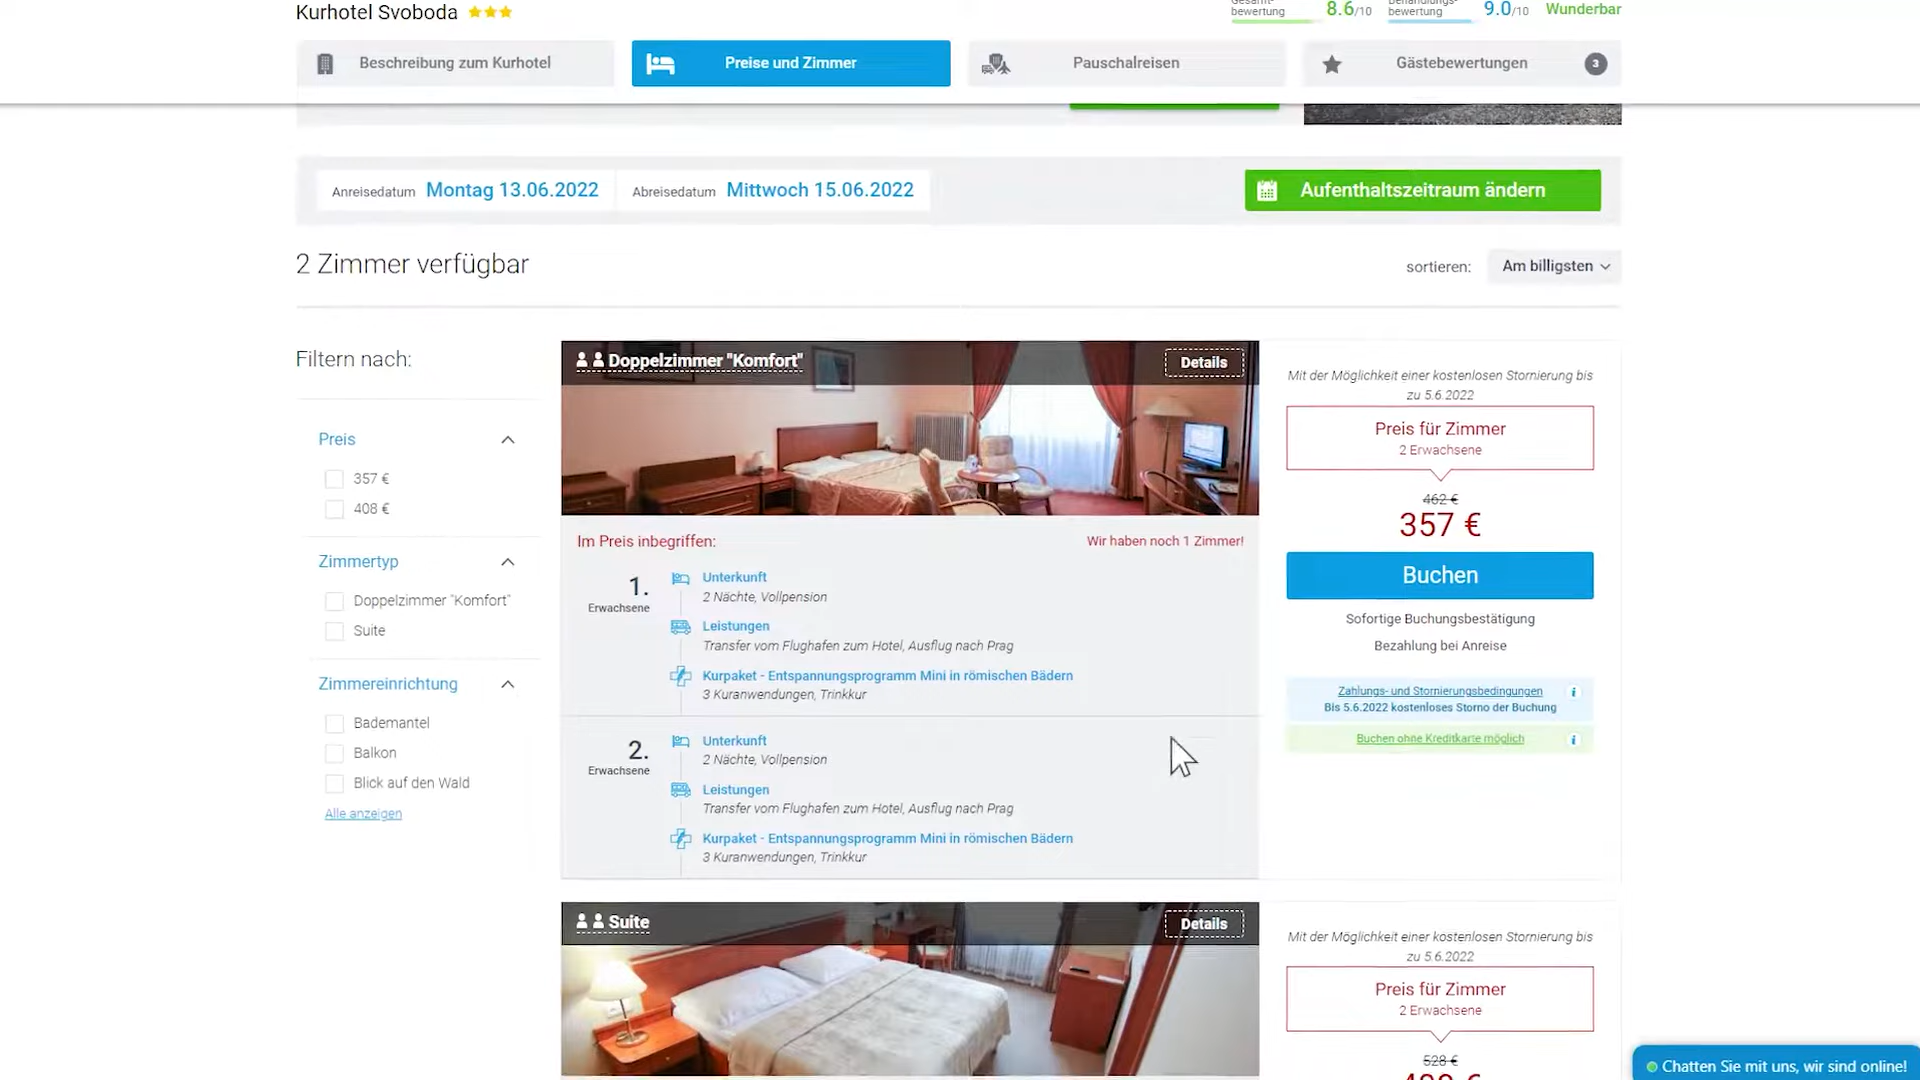 Kurhotel Svoboda
Gesamt-
bewertung
8.6/10
Behandlungs-
bewertung
9.0/10
Wunderbar
Beschreibung zum Kurhotel
Preise und Zimmer
Pauschalreisen
Gästebewertungen
3
Anreisedatum Montag 13.06.2022
Abreisedatum Mittwoch 15.06.2022
Aufenthaltszeitraum ändern
2 Zimmer verfügbar
sortieren: Am billigsten
Filtern nach:
Preis
357 €
408 €
Zimmertyp
Doppelzimmer "Komfort"
Suite
Zimmereinrichtung
Bademantel
Balkon
Blick auf den Wald
Alle anzeigen
Doppelzimmer "Komfort"
Details
Im Preis inbegriffen:
Wir haben noch 1 Zimmer!
1.
Erwachsene
Unterkunft
2 Nächte, Vollpension
Leistungen
Transfer vom Flughafen zum Hotel, Ausflug nach Prag
Kurpaket - Entspannungsprogramm Mini in römischen Bädern
3 Kuranwendungen, Trinkkur
2.
Erwachsene
Unterkunft
2 Nächte, Vollpension
Leistungen
Transfer vom Flughafen zum Hotel, Ausflug nach Prag
Kurpaket - Entspannungsprogramm Mini in römischen Bädern
3 Kuranwendungen, Trinkkur
Mit der Möglichkeit einer kostenlosen Stornierung bis
zu 5.6.2022
Preis für Zimmer
2 Erwachsene
462 €
357 €
Buchen
Sofortige Buchungsbestätigung
Bezahlung bei Anreise
Zahlungs- und Stornierungsbedingungen
Bis 5.6.2022 kostenloses Storno der Buchung
Buchen ohne Kreditkarte möglich
Suite
Details
Mit der Möglichkeit einer kostenlosen Stornierung bis
zu 5.6.2022
Preis für Zimmer
2 Erwachsene
528 €
408 €
Chatten Sie mit uns, wir sind online!